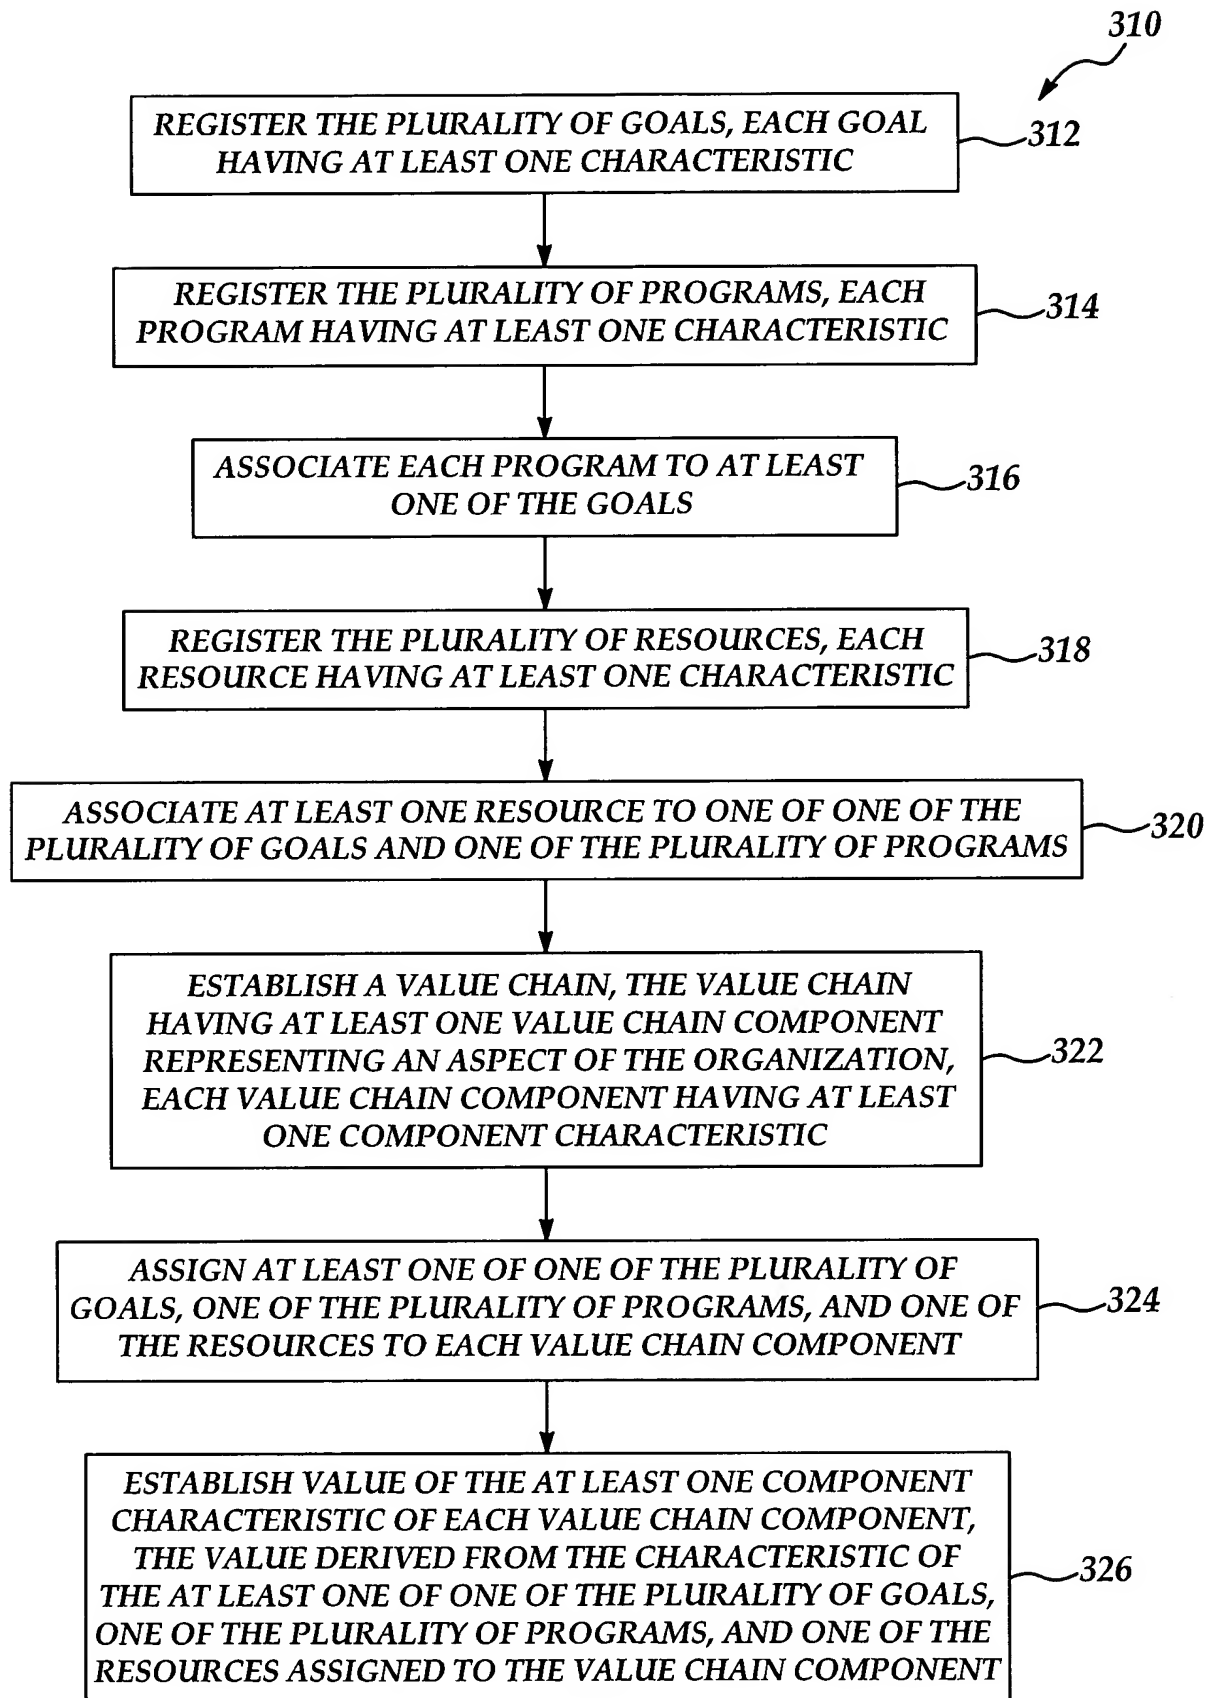 310
REGISTER THE PLURALITY OF GOALS, EACH GOAL
HAVING AT LEAST ONE CHARACTERISTIC
312
REGISTER THE PLURALITY OF PROGRAMS, EACH
PROGRAM HAVING AT LEAST ONE CHARACTERISTIC
314
ASSOCIATE EACH PROGRAM TO AT LEAST
ONE OF THE GOALS
316
REGISTER THE PLURALITY OF RESOURCES, EACH
RESOURCE HAVING AT LEAST ONE CHARACTERISTIC
318
ASSOCIATE AT LEAST ONE RESOURCE TO ONE OF ONE OF THE
PLURALITY OF GOALS AND ONE OF THE PLURALITY OF PROGRAMS
320
ESTABLISH A VALUE CHAIN, THE VALUE CHAIN
HAVING AT LEAST ONE VALUE CHAIN COMPONENT
REPRESENTING AN ASPECT OF THE ORGANIZATION,
EACH VALUE CHAIN COMPONENT HAVING AT LEAST
ONE COMPONENT CHARACTERISTIC
322
ASSIGN AT LEAST ONE OF ONE OF THE PLURALITY OF
GOALS, ONE OF THE PLURALITY OF PROGRAMS, AND ONE OF
THE RESOURCES TO EACH VALUE CHAIN COMPONENT
324
ESTABLISH VALUE OF THE AT LEAST ONE COMPONENT
CHARACTERISTIC OF EACH VALUE CHAIN COMPONENT,
THE VALUE DERIVED FROM THE CHARACTERISTIC OF
THE AT LEAST ONE OF ONE OF THE PLURALITY OF GOALS,
ONE OF THE PLURALITY OF PROGRAMS, AND ONE OF THE
RESOURCES ASSIGNED TO THE VALUE CHAIN COMPONENT
326